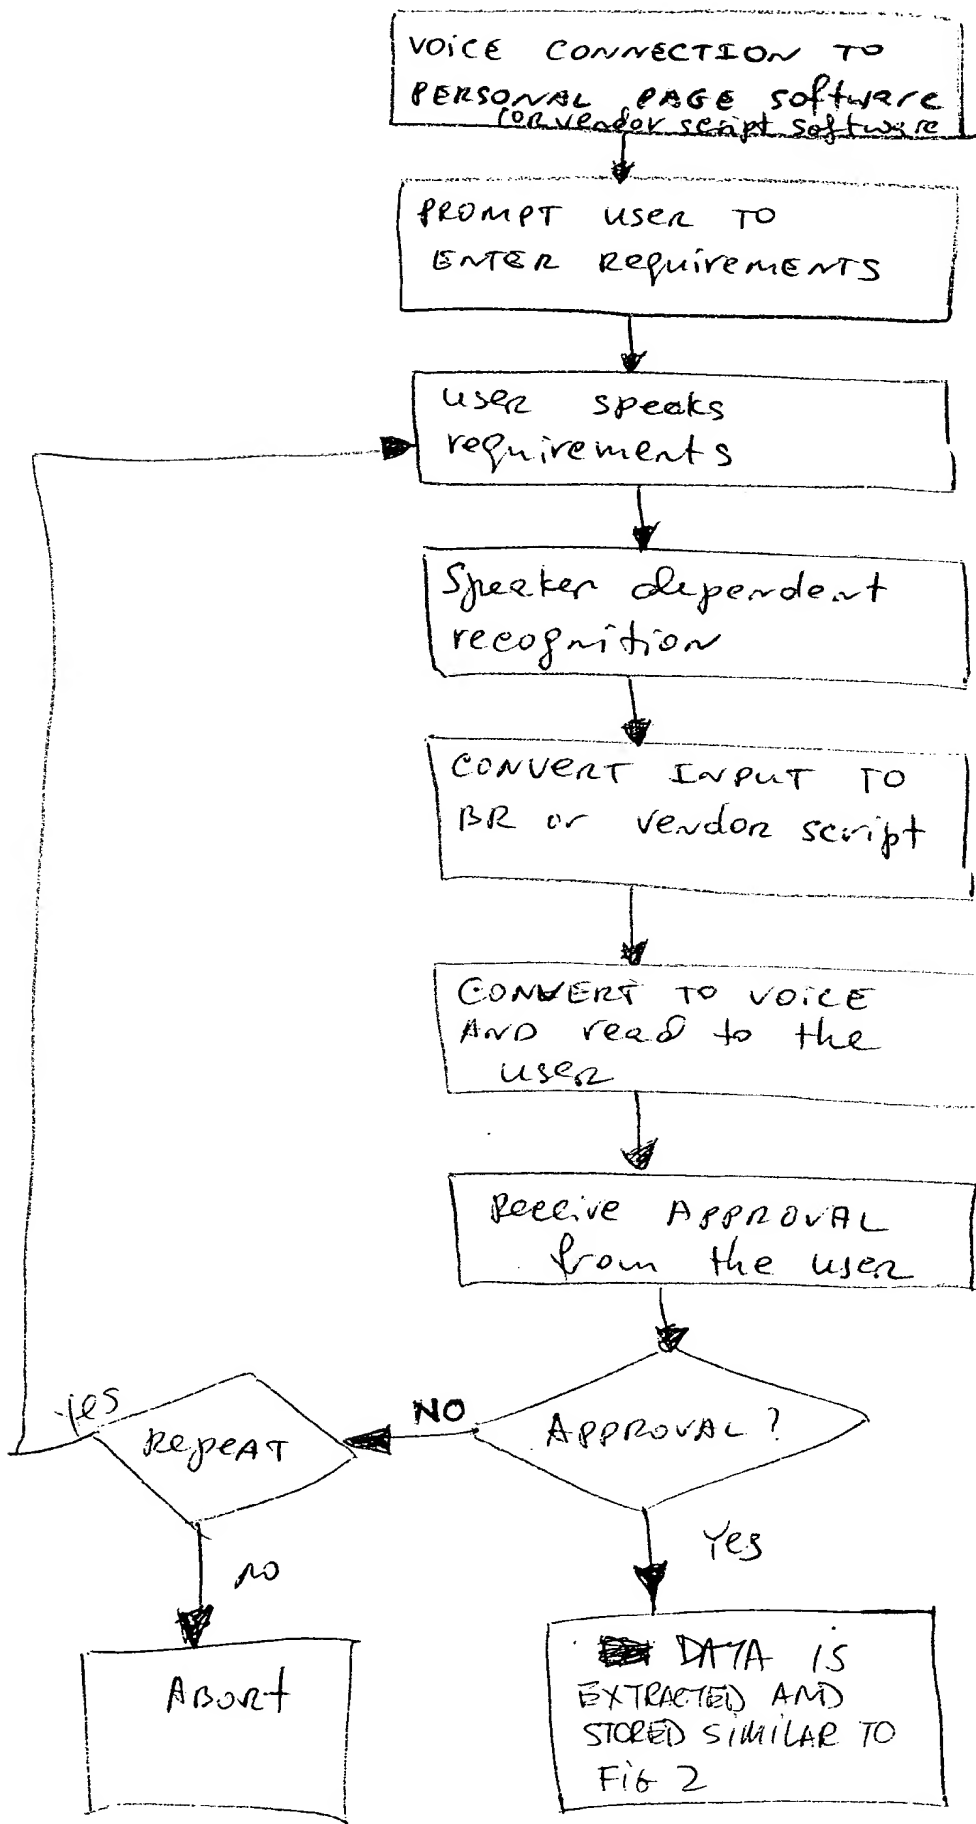 VOICE CONNECTION TO
PERSONAL PAGE software
(OR vendor script software
PROMPT USER TO
ENTER RequireMENTS
user speaks
requirements
Speaker dependent
recognition
CONVERT INPUT TO
BR or vendor script
CONVERT TO VOICE
AND read to the
user
Receive APPROVAL
from the user
APPROVAL?
NO
Repeat
yes
no
Yes
Abort
DATA is
EXTRACTED AND
STORED SIMILAR TO
FIG 2